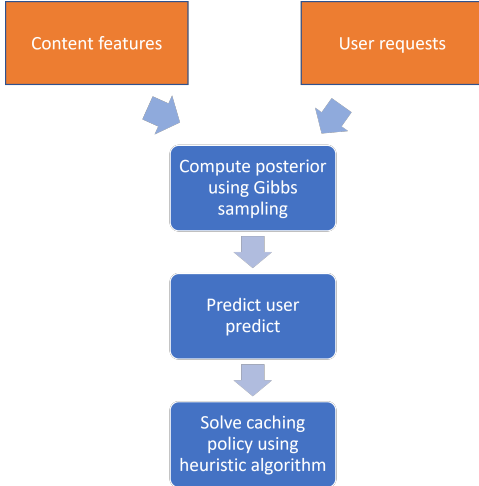 Content features
User requests
Compute posterior
using Gibbs
sampling
Predict user
predict
Solve caching
policy using
heuristic algorithm